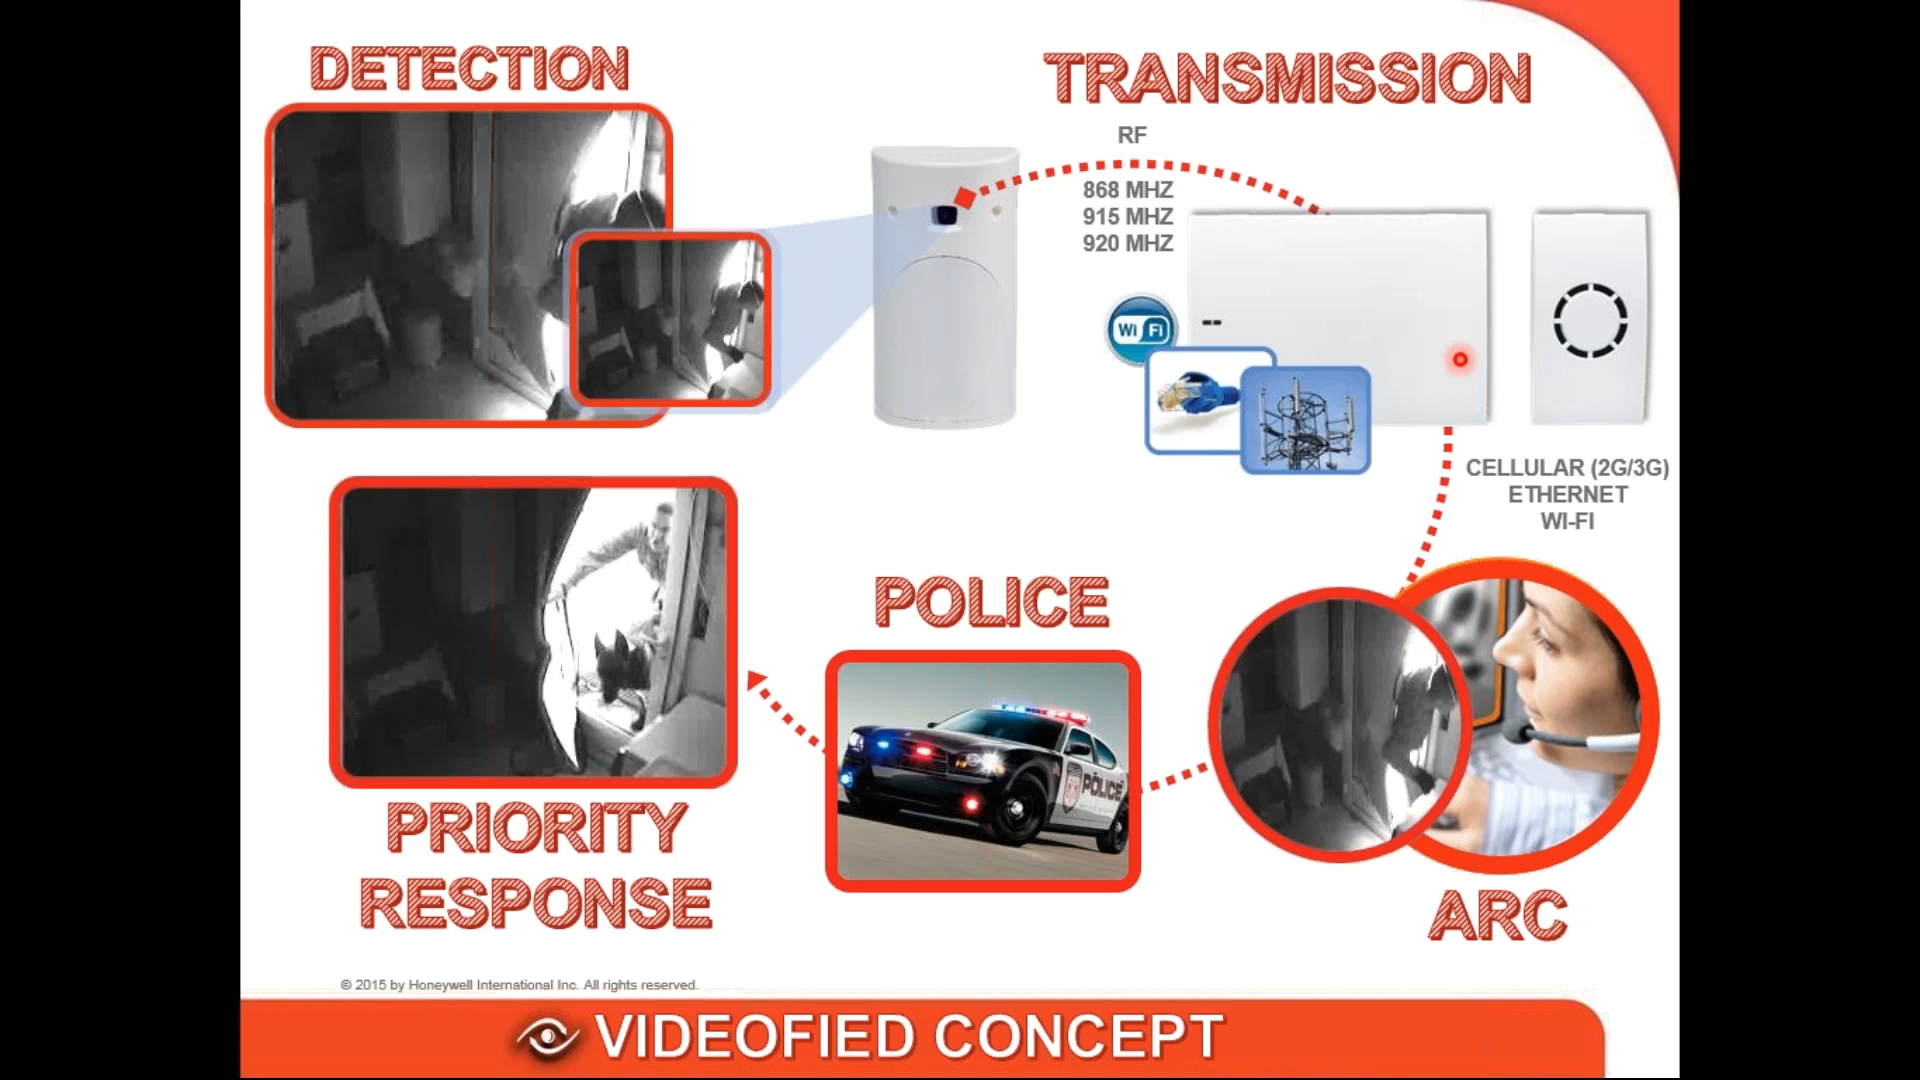 DETECTION
TRANSMISSION
RF
868 MHZ
915 MHZ
920 MHZ
Wi Fi
CELLULAR (2G/3G)
ETHERNET
WI-FI
POLICE
POLICE
PRIORITY
RESPONSE
ARC
© 2015 by Honeywell International Inc. All rights reserved.
VIDEOFIED CONCEPT